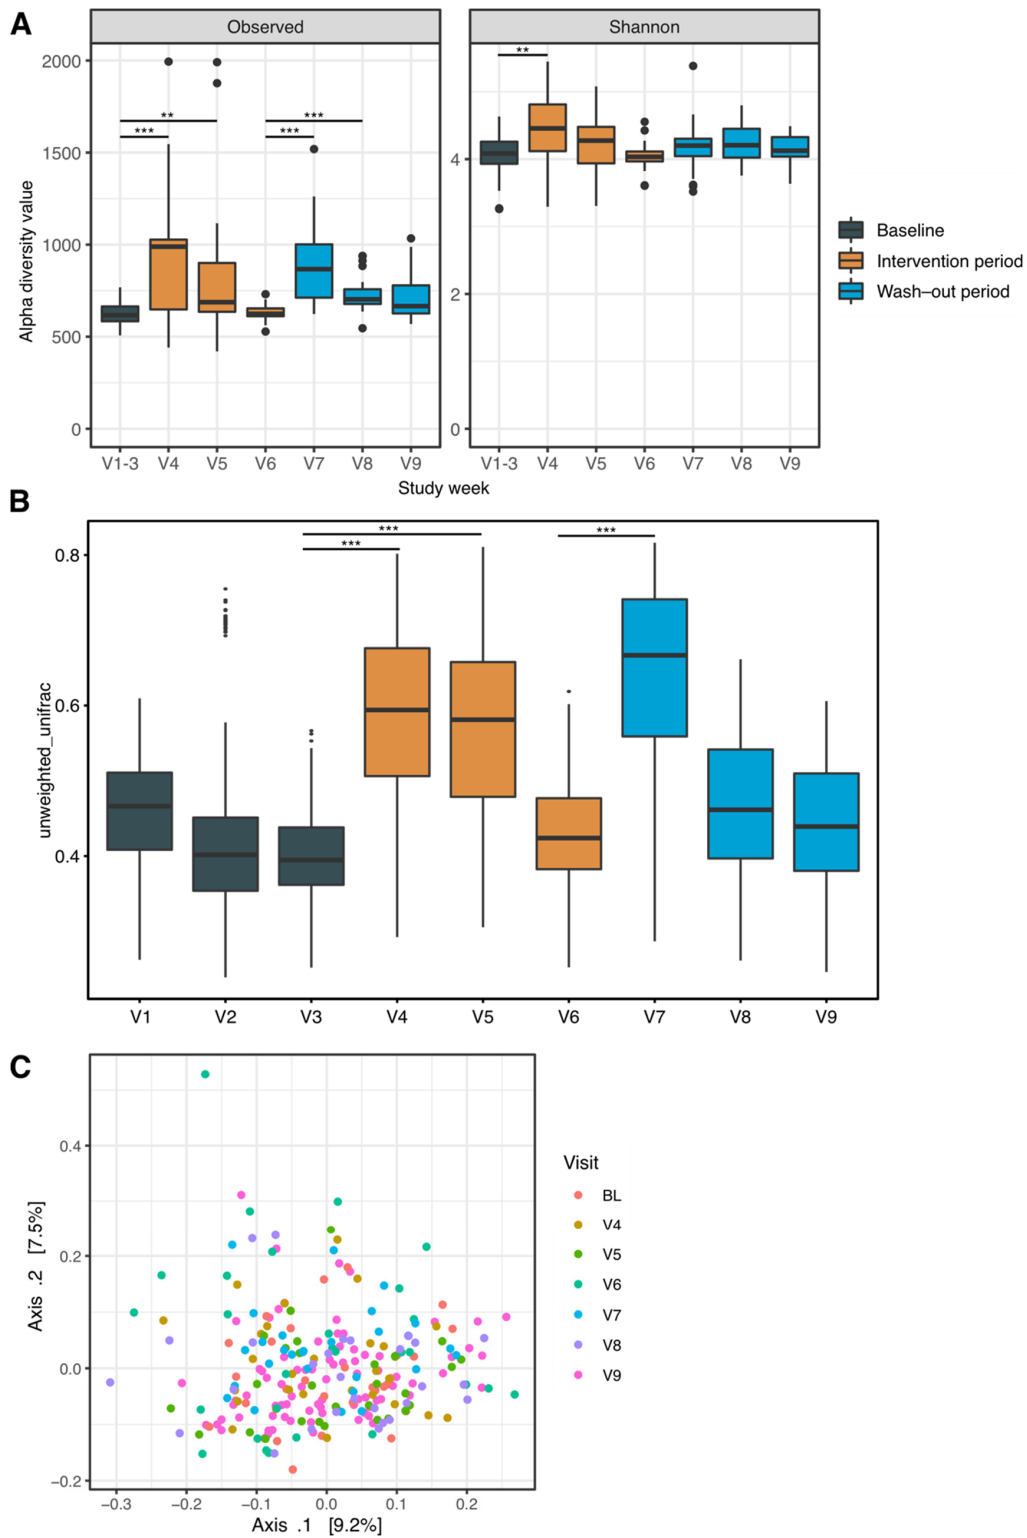 A
Observed
Shannon
Alpha diversity value
2000
1500
1000
500
0
** *** *** ***
4
2
0
**
V1-3 V4 V5 V6 V7 V8 V9
V1-3 V4 V5 V6 V7 V8 V9
Study week
Baseline
Intervention period
Wash–out period
B
unweighted_unifrac
0.8
0.6
0.4
*** *** ***
V1 V2 V3 V4 V5 V6 V7 V8 V9
C
Axis .2 [7.5%]
0.4
0.2
0.0
−0.2
−0.3 −0.2 −0.1 0.0 0.1 0.2
Axis .1 [9.2%]
Visit
BL
V4
V5
V6
V7
V8
V9